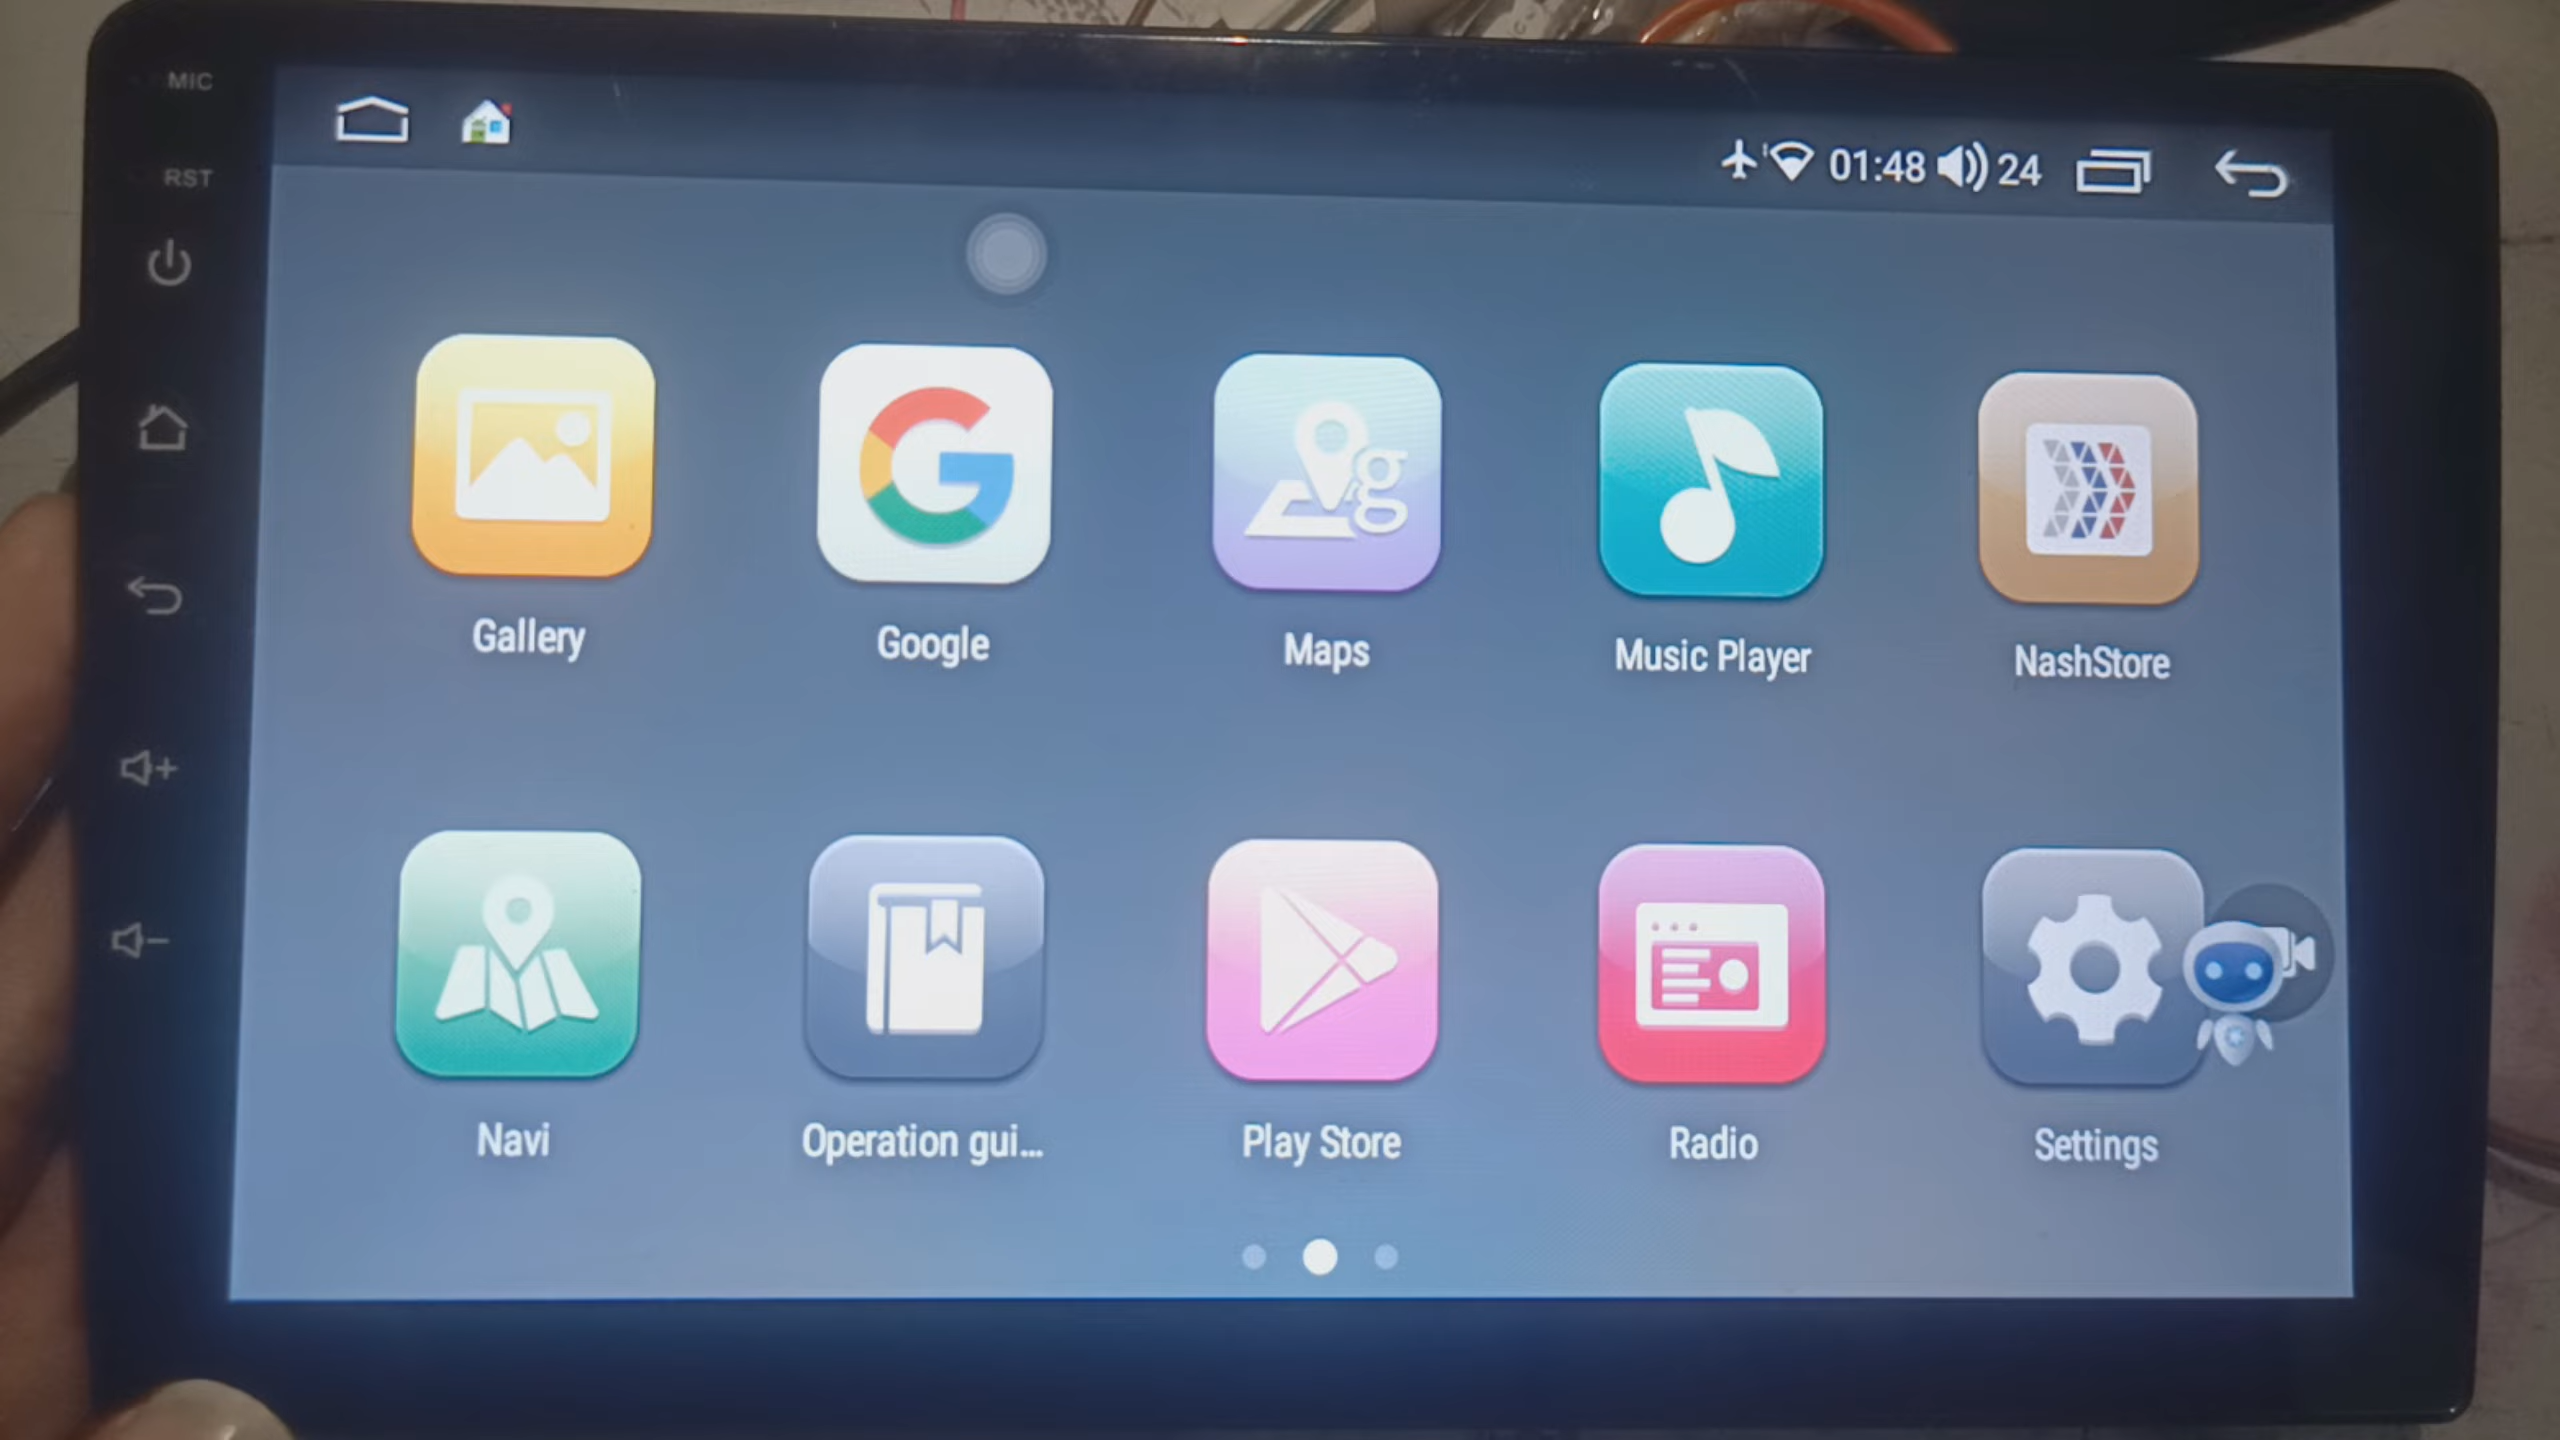 MIC
RST
01:48 24
Gallery
Google
Maps
Music Player
NashStore
Navi
Operation gui...
Play Store
Radio
Settings